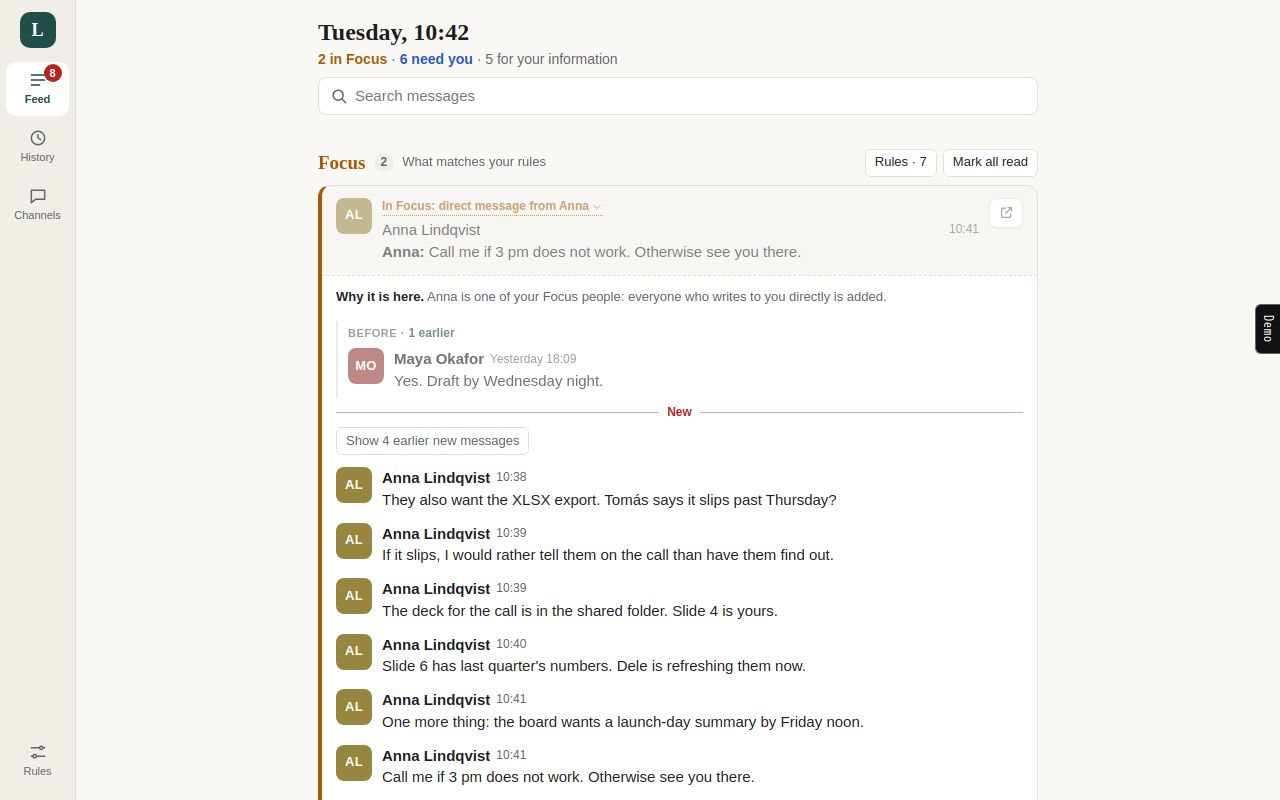 L
Tuesday, 10:42
2 in Focus · 6 need you · 5 for your information
8
Feed
Search messages
History
Focus 2 What matches your rules Rules · 7 Mark all read
Channels
AL In Focus: direct message from Anna
Anna Lindqvist 10:41
Anna: Call me if 3 pm does not work. Otherwise see you there.
Why it is here. Anna is one of your Focus people: everyone who writes to you directly is added.
Demo
BEFORE · 1 earlier
MO Maya Okafor Yesterday 18:09
Yes. Draft by Wednesday night.
New
Show 4 earlier new messages
AL Anna Lindqvist 10:38
They also want the XLSX export. Tomás says it slips past Thursday?
AL Anna Lindqvist 10:39
If it slips, I would rather tell them on the call than have them find out.
AL Anna Lindqvist 10:39
The deck for the call is in the shared folder. Slide 4 is yours.
AL Anna Lindqvist 10:40
Slide 6 has last quarter's numbers. Dele is refreshing them now.
AL Anna Lindqvist 10:41
One more thing: the board wants a launch-day summary by Friday noon.
AL Anna Lindqvist 10:41
Call me if 3 pm does not work. Otherwise see you there.
Rules